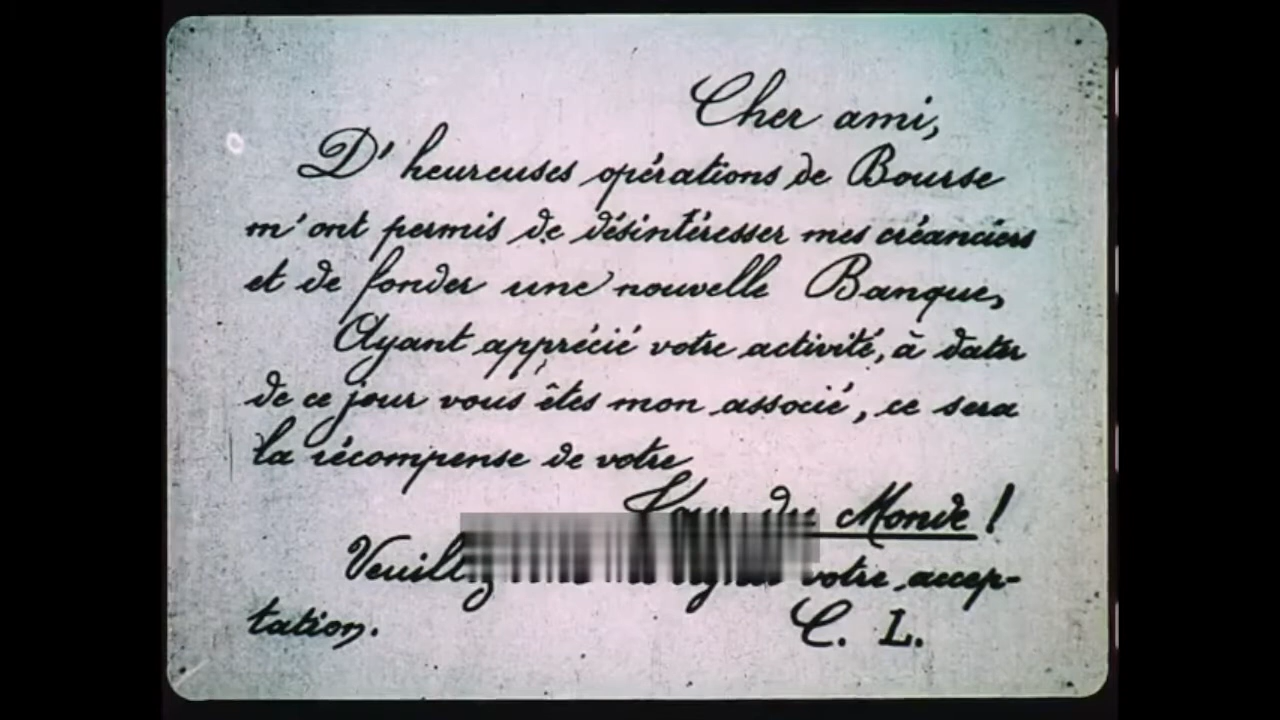 Cher ami,
D'heureuses opérations de Bourse
m'ont permis de désintéresser mes créanciers
et de fonder une nouvelle Banque,
Ayant apprécié votre activité, à dater
de ce jour vous êtes mon associé, ce sera
la récompense de votre
du Monde !
votre accep-
tation.
C. L.